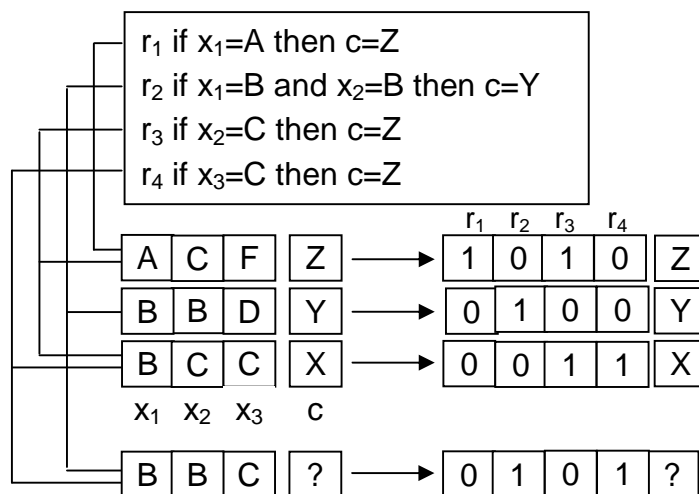 r₁ if x₁=A then c=Z
r₂ if x₁=B and x₂=B then c=Y
r₃ if x₂=C then c=Z
r₄ if x₃=C then c=Z
r₁ r₂ r₃ r₄
A C F Z 1 0 1 0 Z
B B D Y 0 1 0 0 Y
B C C X 0 0 1 1 X
x₁ x₂ x₃ c
B B C ? 0 1 0 1 ?